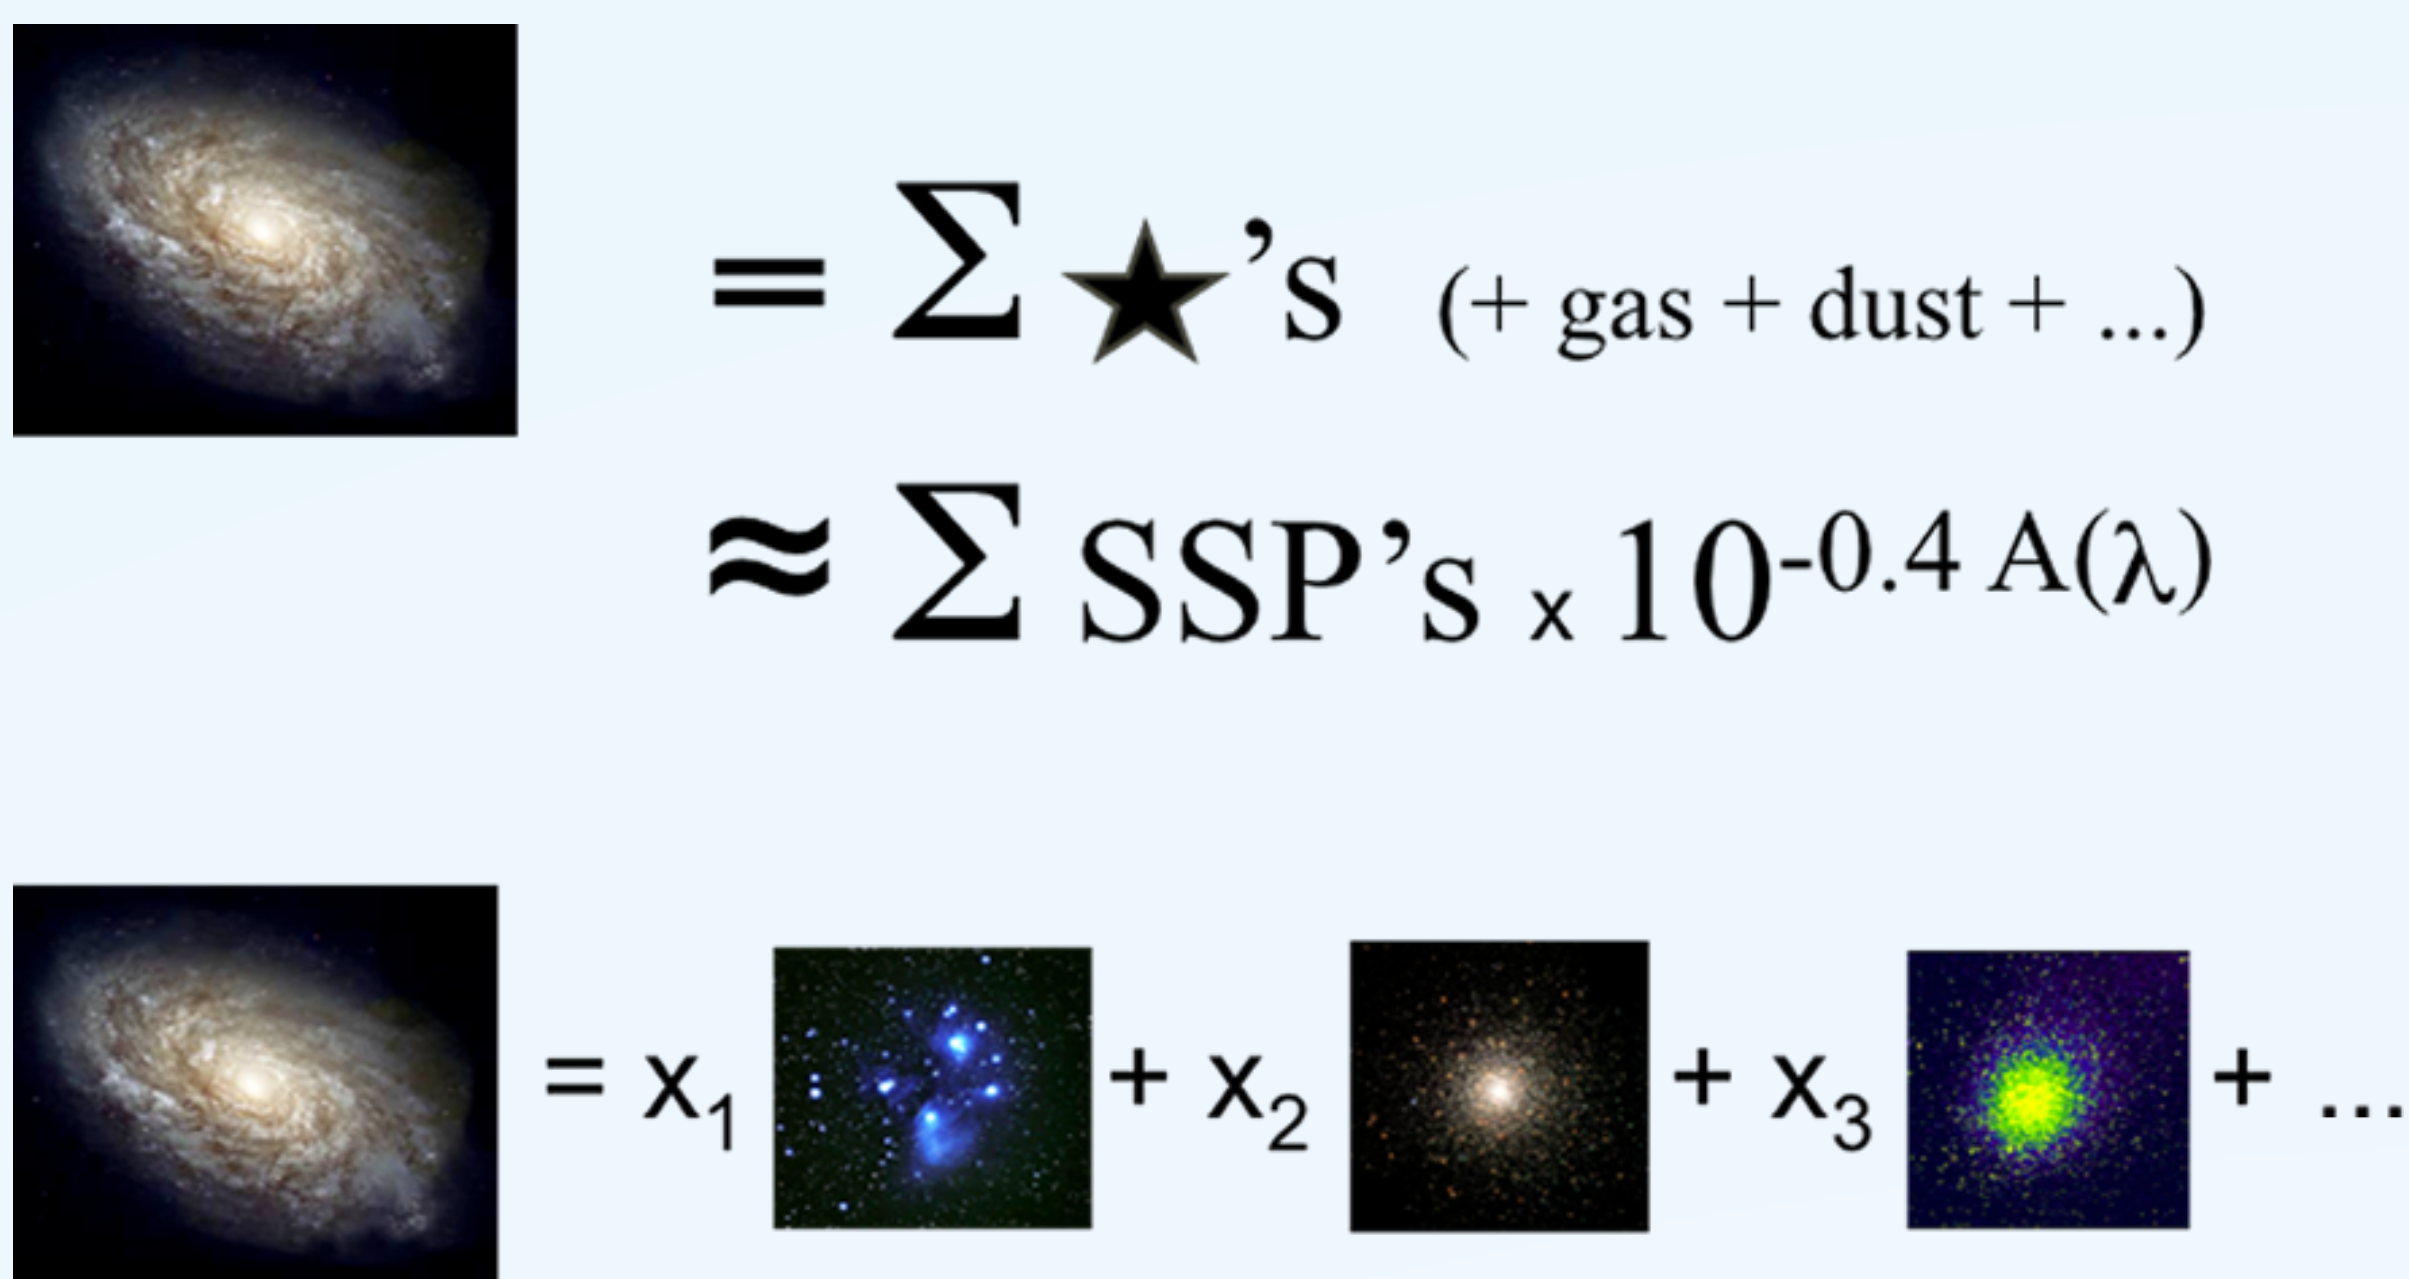 = Σ ★’s (+ gas + dust + ...)
≈ Σ SSP’s x 10^-0.4 A(λ)
= x₁ + x₂ + x₃ + ...